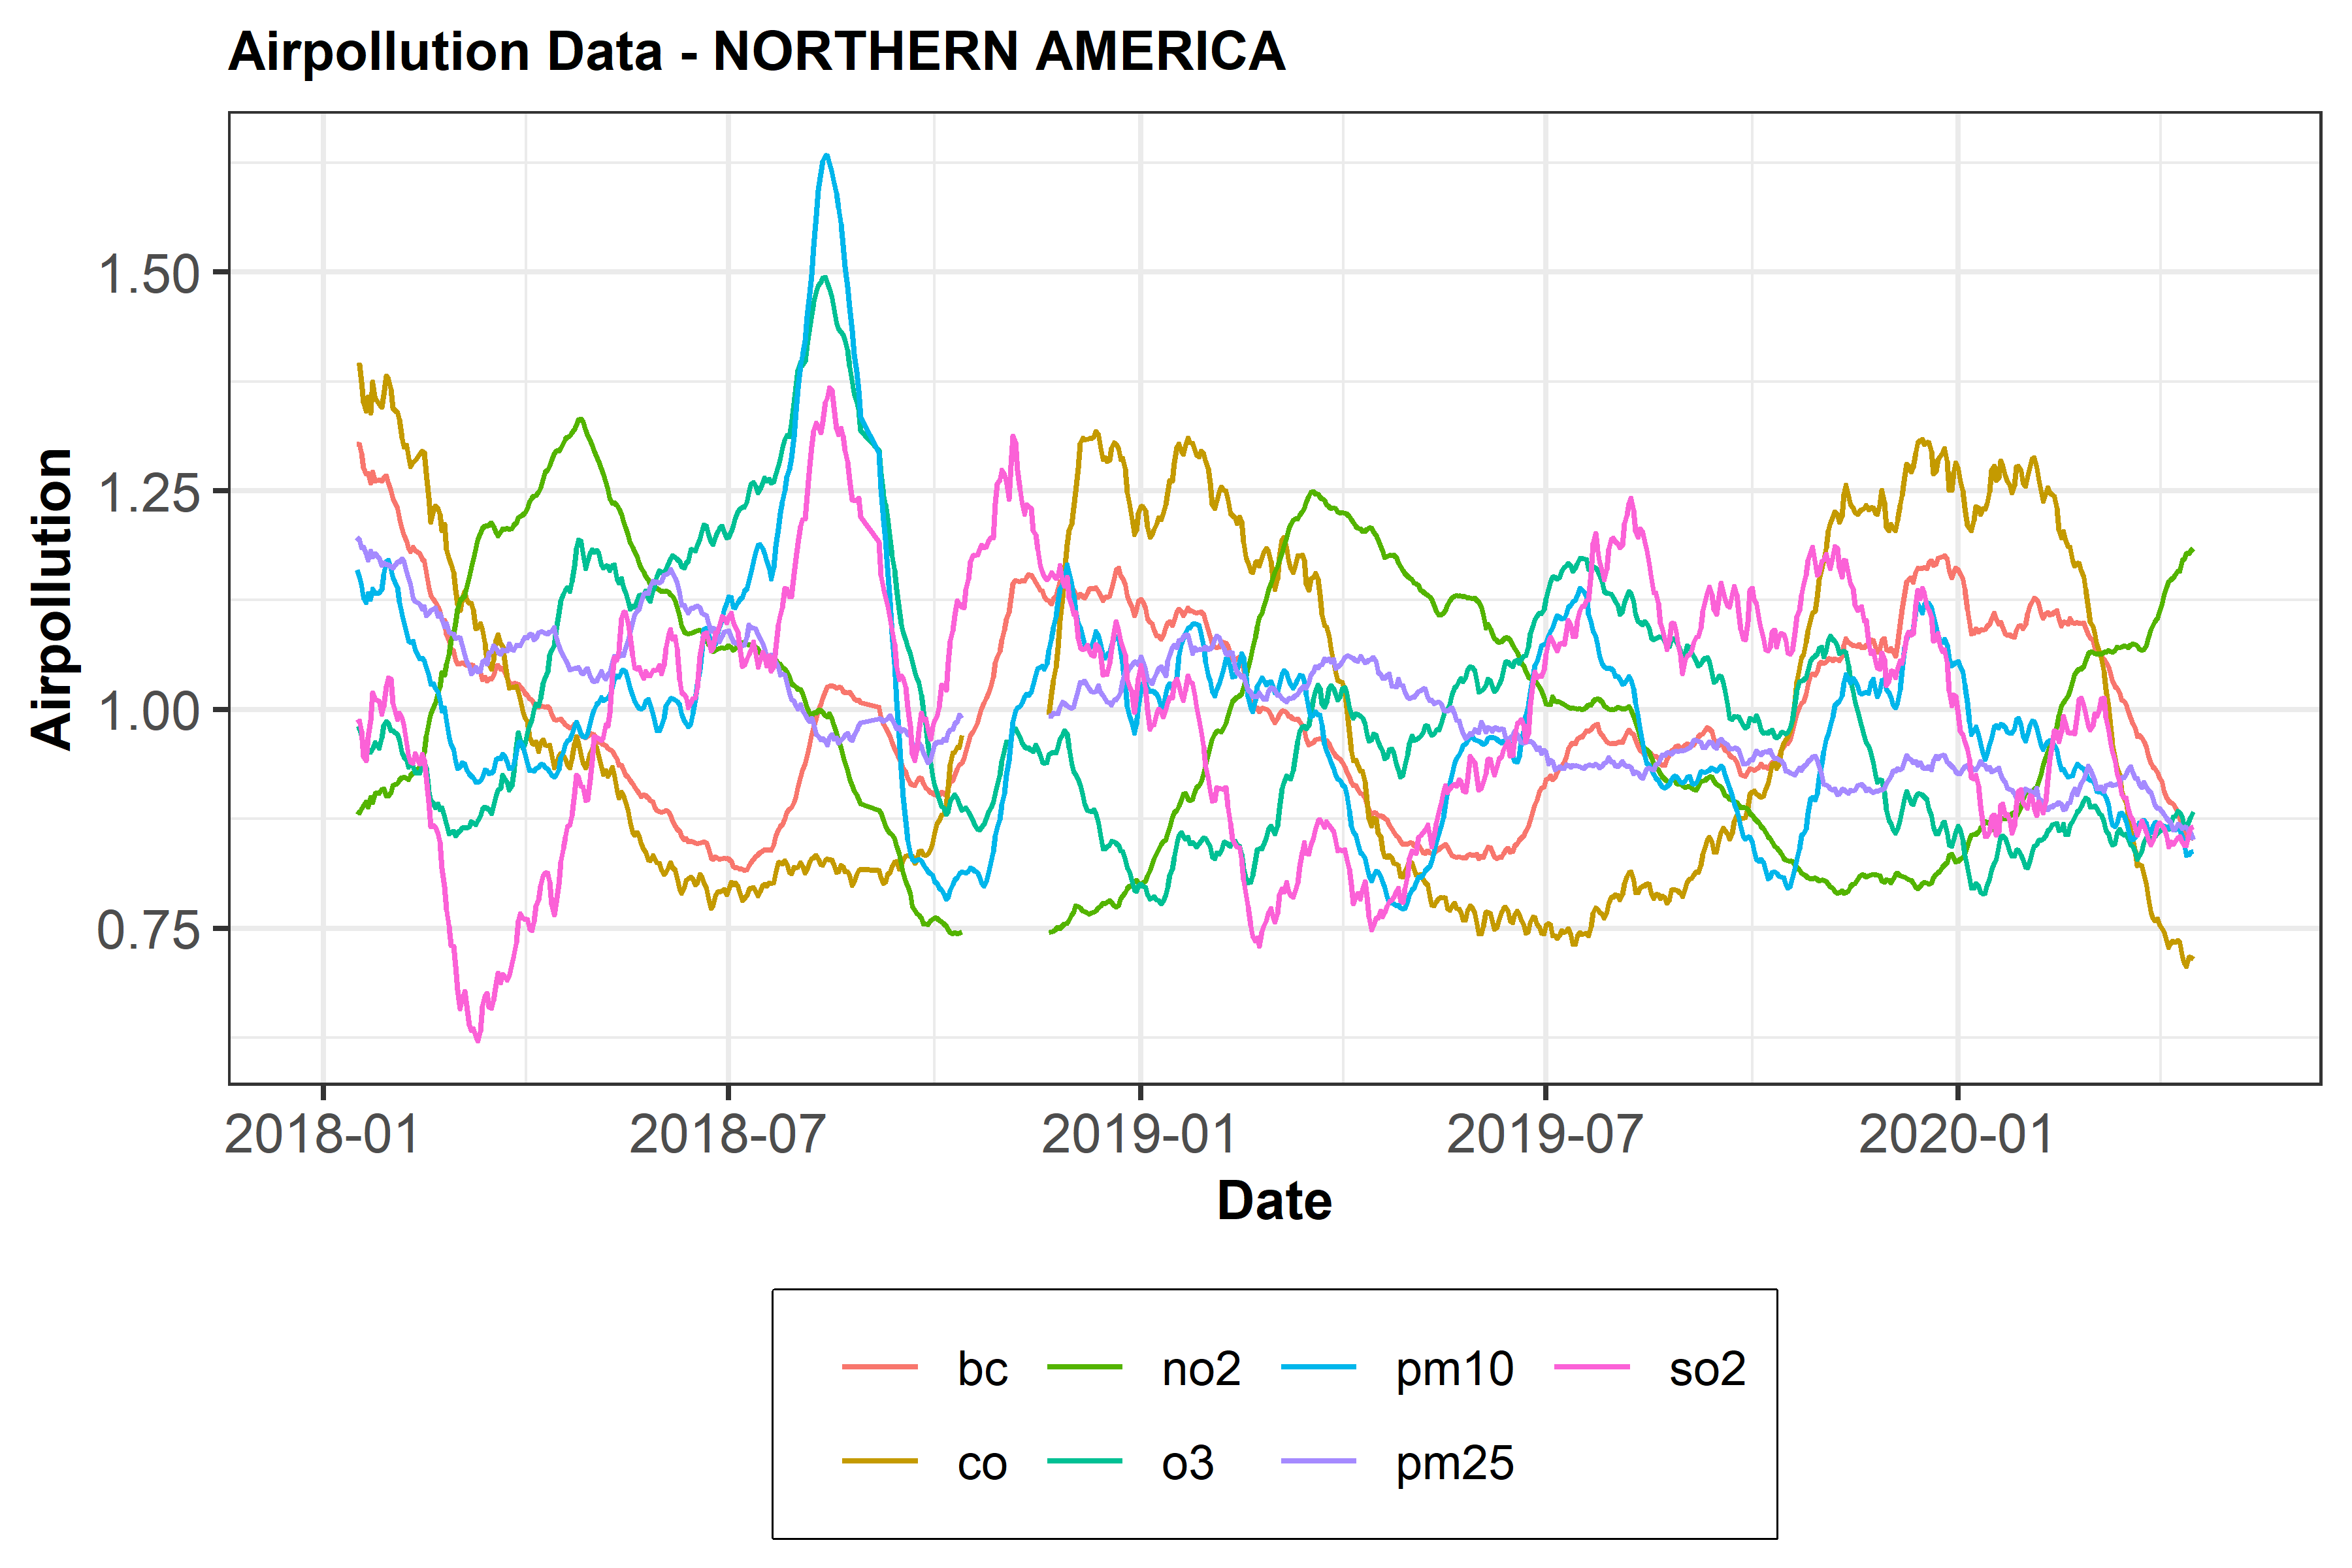 Airpollution Data - NORTHERN AMERICA
Airpollution
1.50
1.25
1.00
0.75
2018-01 2018-07 2019-01 2019-07 2020-01
Date
bc no2 pm10 so2
co o3 pm25